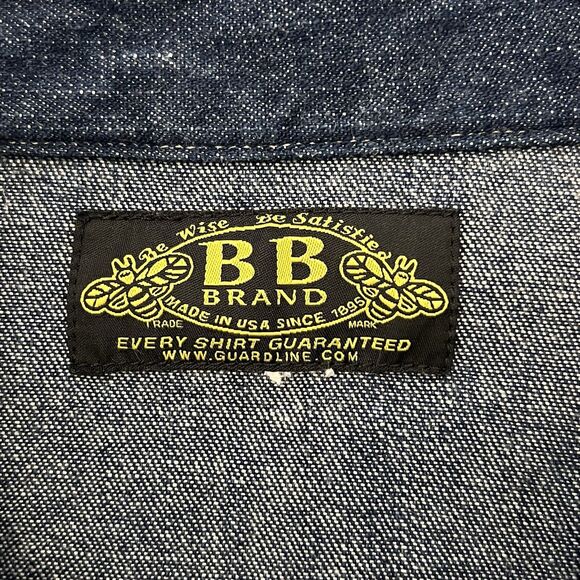 Be Wise Be Satisfied
BB
BRAND
MADE IN USA SINCE 1895
TRADE MARK
EVERY SHIRT GUARANTEED
WWW.GUARDLINE.COM